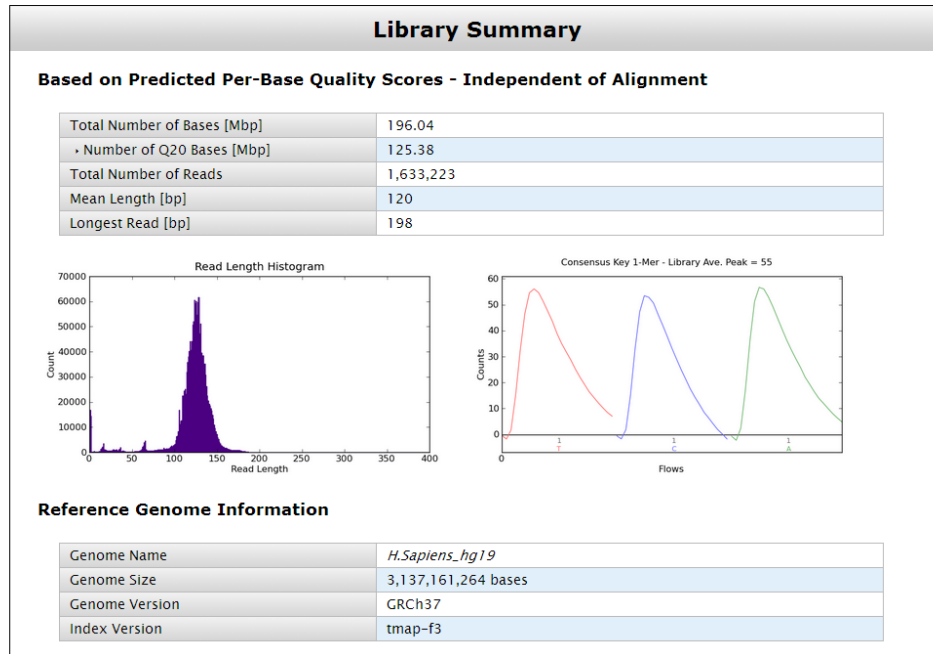 Library Summary
Based on Predicted Per-Base Quality Scores - Independent of Alignment
Total Number of Bases [Mbp] 196.04
‣ Number of Q20 Bases [Mbp] 125.38
Total Number of Reads 1,633,223
Mean Length [bp] 120
Longest Read [bp] 198
Read Length Histogram
70000
60000
50000
40000
30000
20000
10000
0
Count
0 50 100 150 200 250 300 350 400
Read Length
Consensus Key 1-Mer - Library Ave. Peak = 55
60
50
40
30
20
10
0
Counts
1 1 1
T C A
0
Flows
Reference Genome Information
Genome Name H.Sapiens_hg19
Genome Size 3,137,161,264 bases
Genome Version GRCh37
Index Version tmap-f3